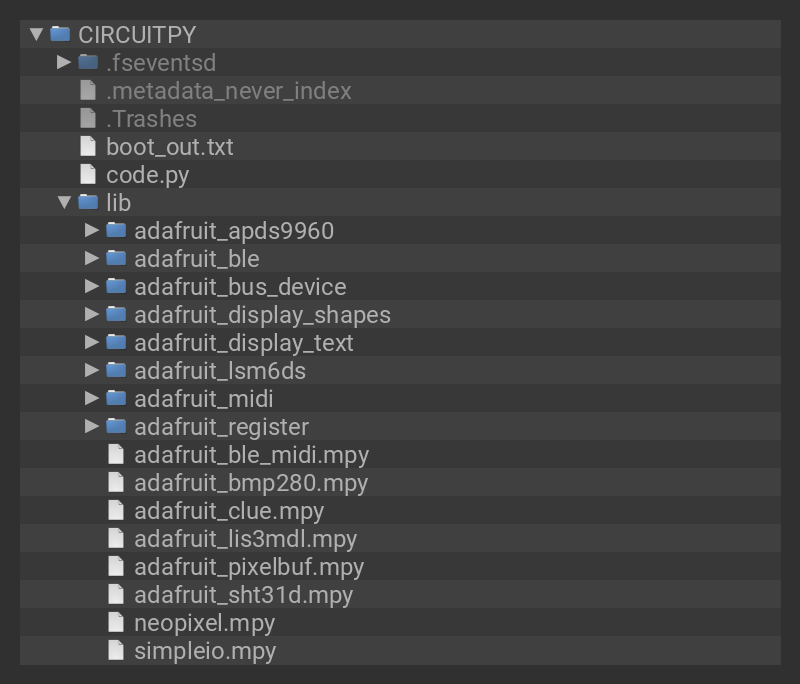 CIRCUITPY
.fseventsd
.metadata_never_index
.Trashes
boot_out.txt
code.py
lib
adafruit_apds9960
adafruit_ble
adafruit_bus_device
adafruit_display_shapes
adafruit_display_text
adafruit_lsm6ds
adafruit_midi
adafruit_register
adafruit_ble_midi.mpy
adafruit_bmp280.mpy
adafruit_clue.mpy
adafruit_lis3mdl.mpy
adafruit_pixelbuf.mpy
adafruit_sht31d.mpy
neopixel.mpy
simpleio.mpy